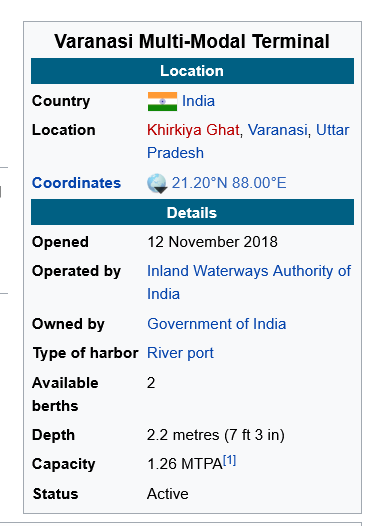 Varanasi Multi-Modal Terminal
Location
Country India
Location Khirkiya Ghat, Varanasi, Uttar
Pradesh
Coordinates 21.20°N 88.00°E
Details
Opened 12 November 2018
Operated by Inland Waterways Authority of
India
Owned by Government of India
Type of harbor River port
Available 2
berths
Depth 2.2 metres (7 ft 3 in)
Capacity 1.26 MTPA[1]
Status Active